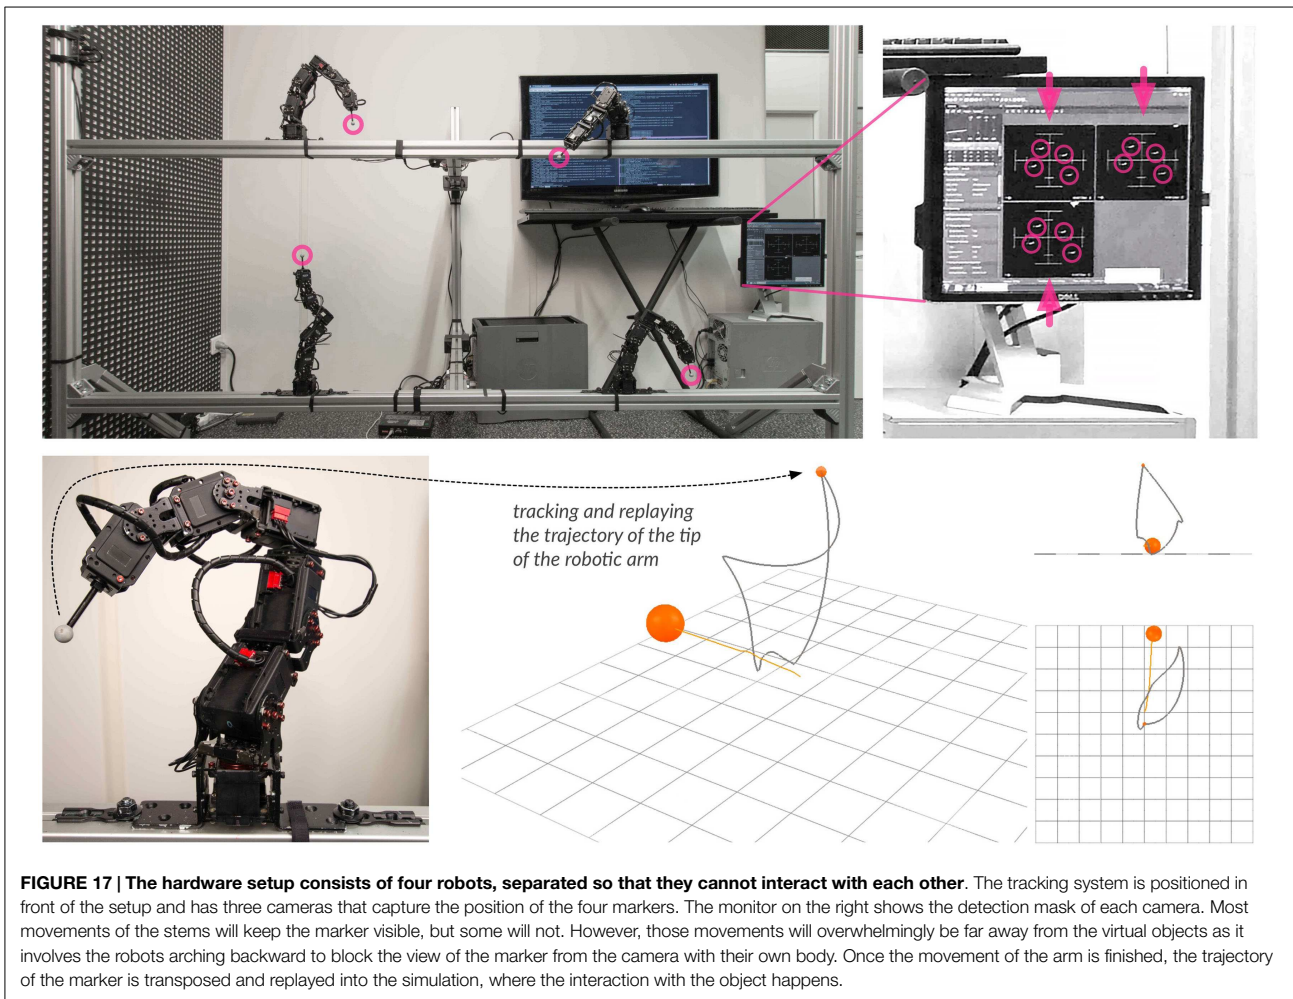 DELL
tracking and replaying
the trajectory of the tip
of the robotic arm
FIGURE 17 | The hardware setup consists of four robots, separated so that they cannot interact with each other. The tracking system is positioned in
front of the setup and has three cameras that capture the position of the four markers. The monitor on the right shows the detection mask of each camera. Most
movements of the stems will keep the marker visible, but some will not. However, those movements will overwhelmingly be far away from the virtual objects as it
involves the robots arching backward to block the view of the marker from the camera with their own body. Once the movement of the arm is finished, the trajectory
of the marker is transposed and replayed into the simulation, where the interaction with the object happens.